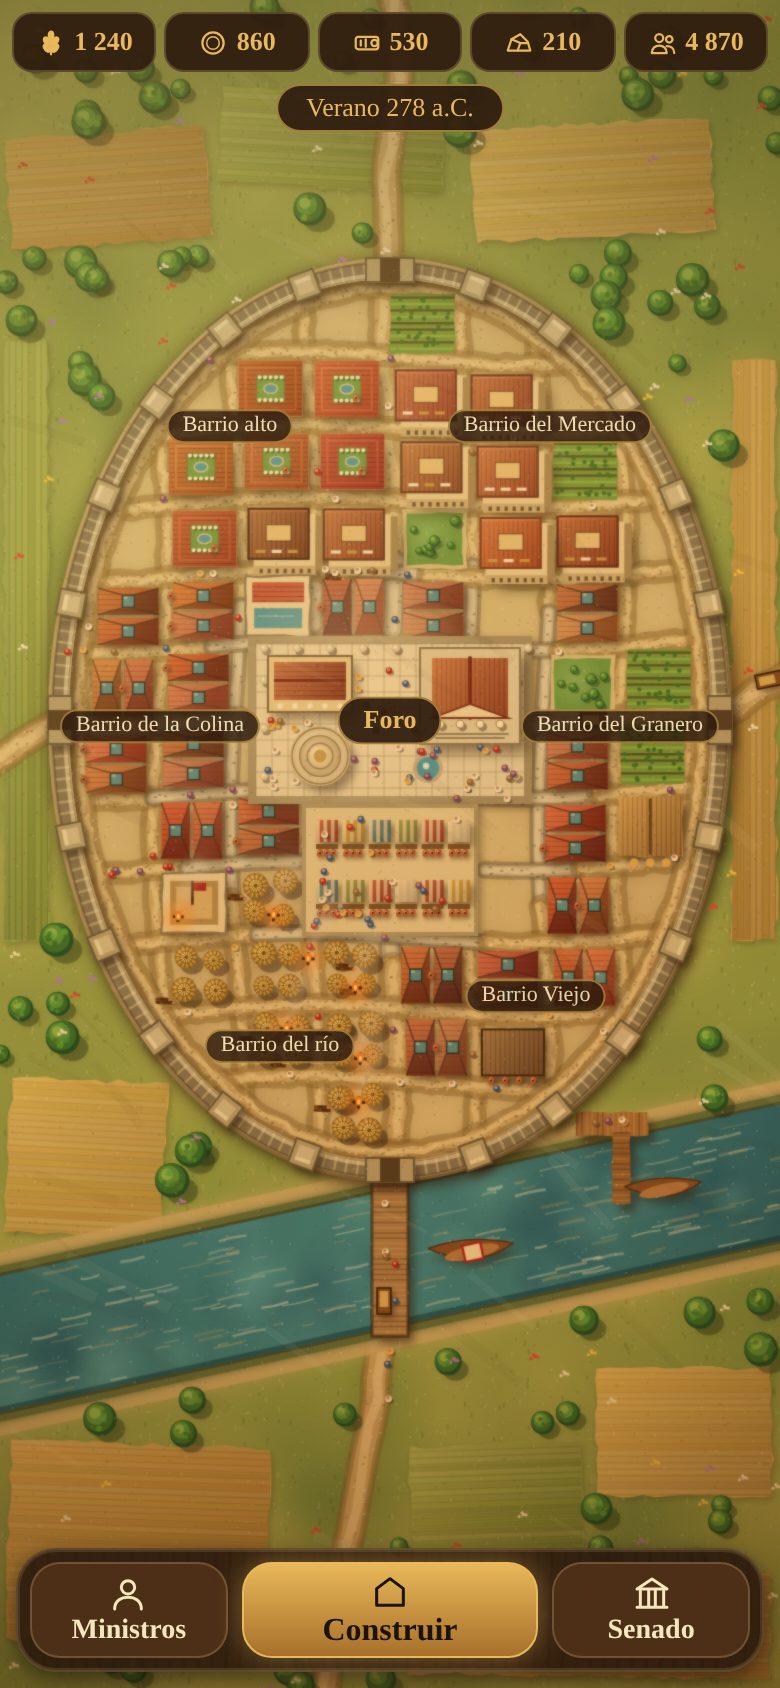 1 240
860
530
210
4 870
Verano 278 a.C.
Barrio alto
Barrio del Mercado
Barrio de la Colina
Foro
Barrio del Granero
Barrio Viejo
Barrio del río
Ministros
Construir
Senado